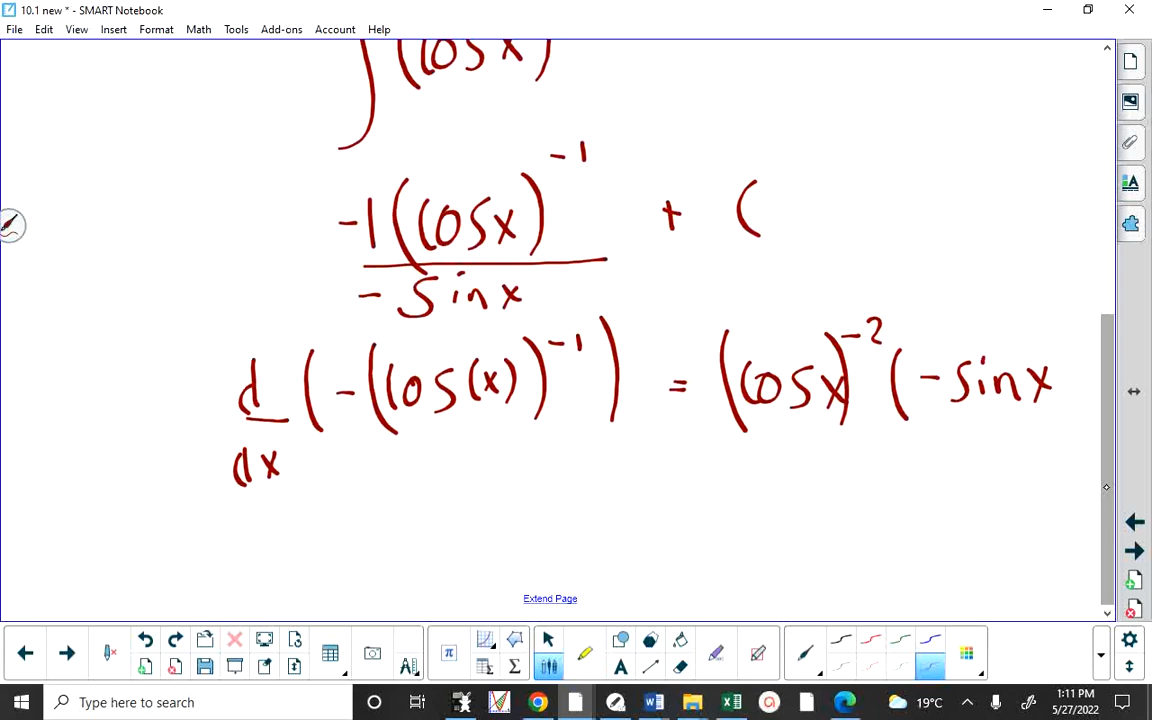 10.1 new * - SMART Notebook
File Edit View Insert Format Math Tools Add-ons Account Help
∫ (cos x)
-1(cos x)^-1 + C
- sin x
d (-(cos(x))^-1) = (cos x)^-2 (- sin x
dx
Extend Page
Type here to search
19°C
1:11 PM
5/27/2022